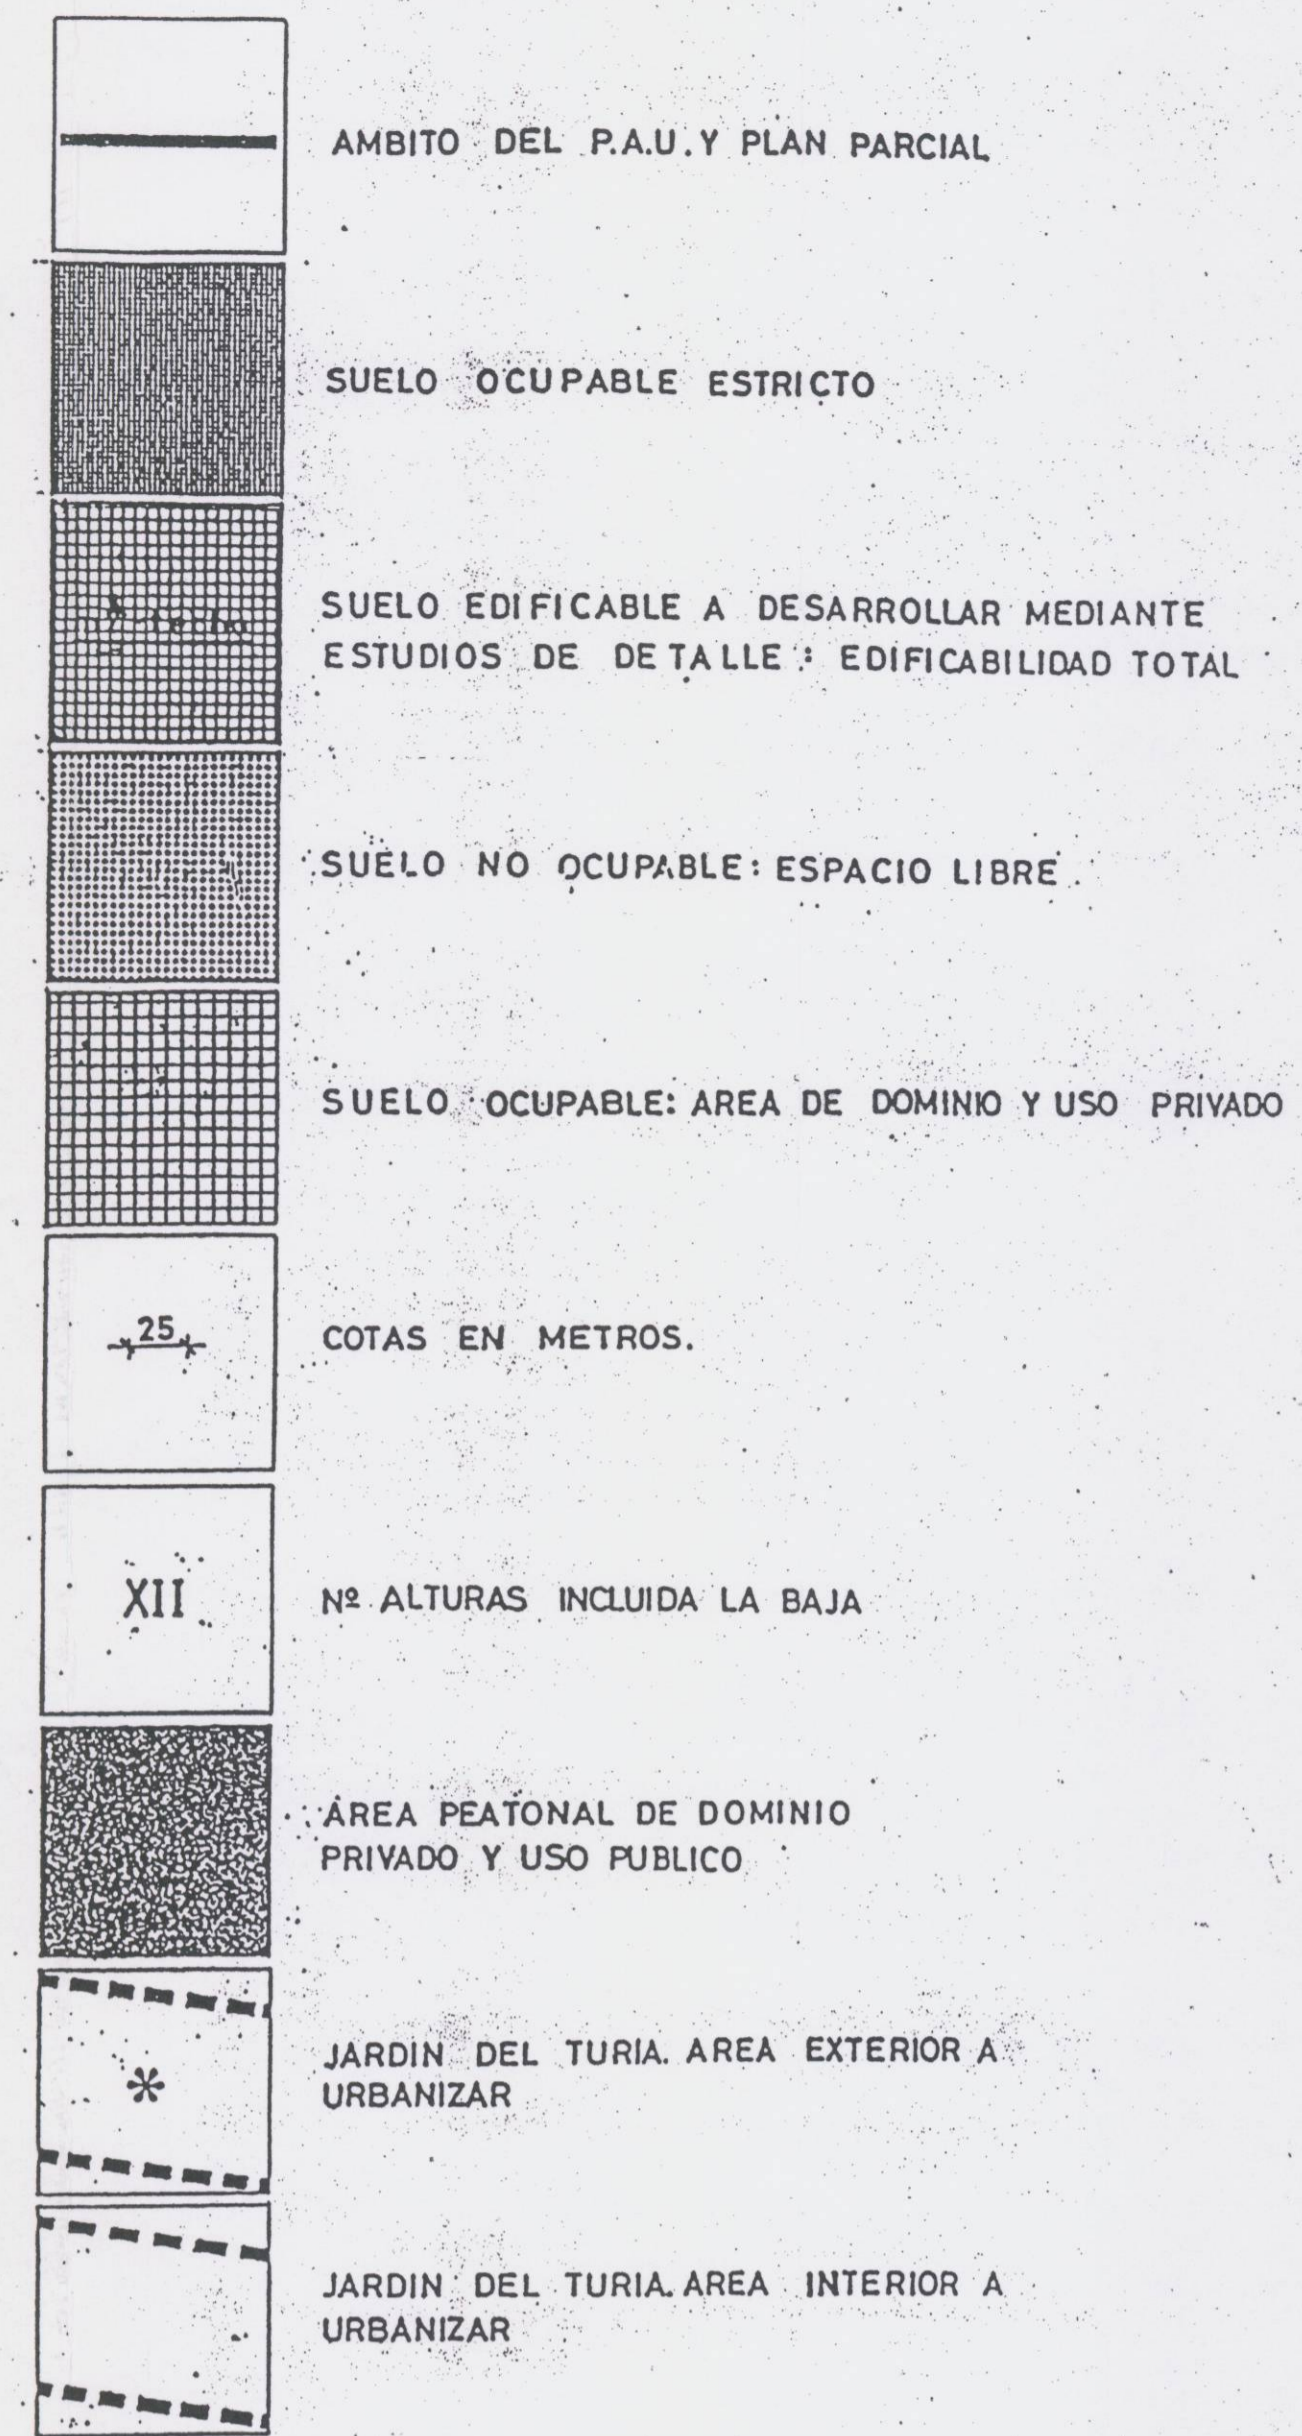 AMBITO DEL P.A.U. Y PLAN PARCIAL
SUELO OCUPABLE ESTRICTO
SUELO EDIFICABLE A DESARROLLAR MEDIANTE
ESTUDIOS DE DETALLE : EDIFICABILIDAD TOTAL
SUELO NO OCUPABLE: ESPACIO LIBRE
SUELO OCUPABLE: AREA DE DOMINIO Y USO PRIVADO
25
COTAS EN METROS.
XII
Nº ALTURAS INCLUIDA LA BAJA
ÁREA PEATONAL DE DOMINIO
PRIVADO Y USO PUBLICO
*
JARDIN DEL TURIA. AREA EXTERIOR A
URBANIZAR
JARDIN DEL TURIA. AREA INTERIOR A
URBANIZAR